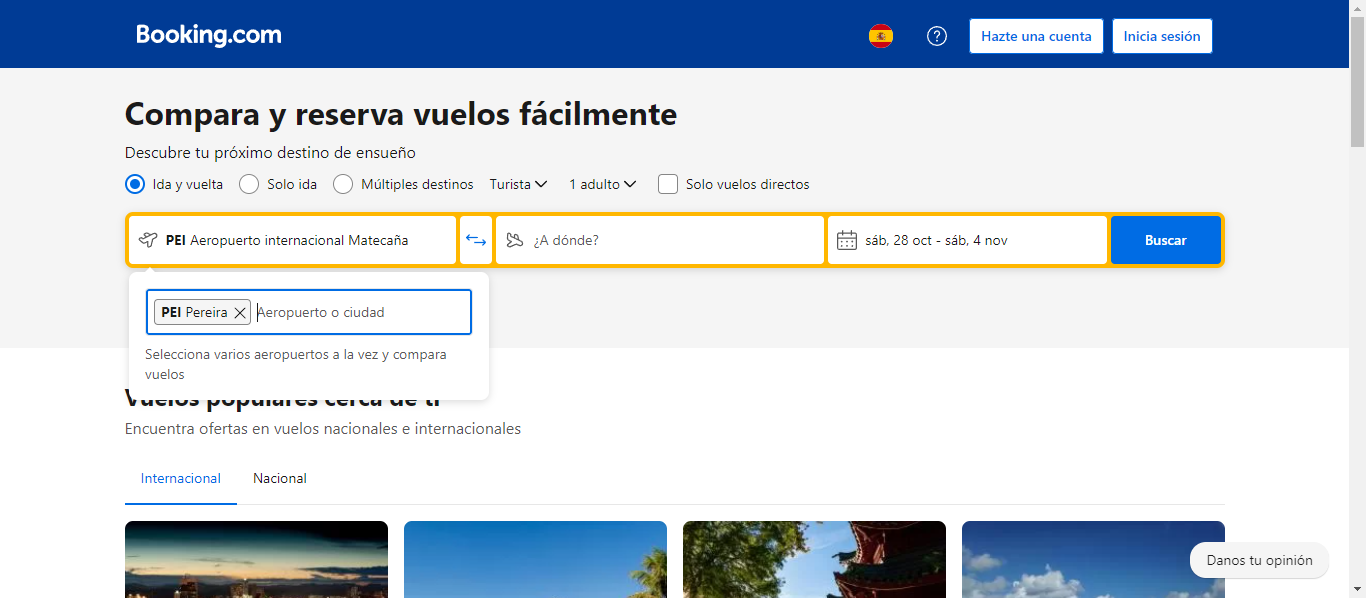 Booking.com
Hazte una cuenta
Inicia sesión
Compara y reserva vuelos fácilmente
Descubre tu próximo destino de ensueño
Ida y vuelta Solo ida Múltiples destinos Turista 1 adulto Solo vuelos directos
PEI Aeropuerto internacional Matecaña
¿A dónde?
sáb, 28 oct - sáb, 4 nov
Buscar
PEI Pereira Aeropuerto o ciudad
Selecciona varios aeropuertos a la vez y compara
vuelos
Vuelos populares cerca de ti
Encuentra ofertas en vuelos nacionales e internacionales
Internacional Nacional
Danos tu opinión